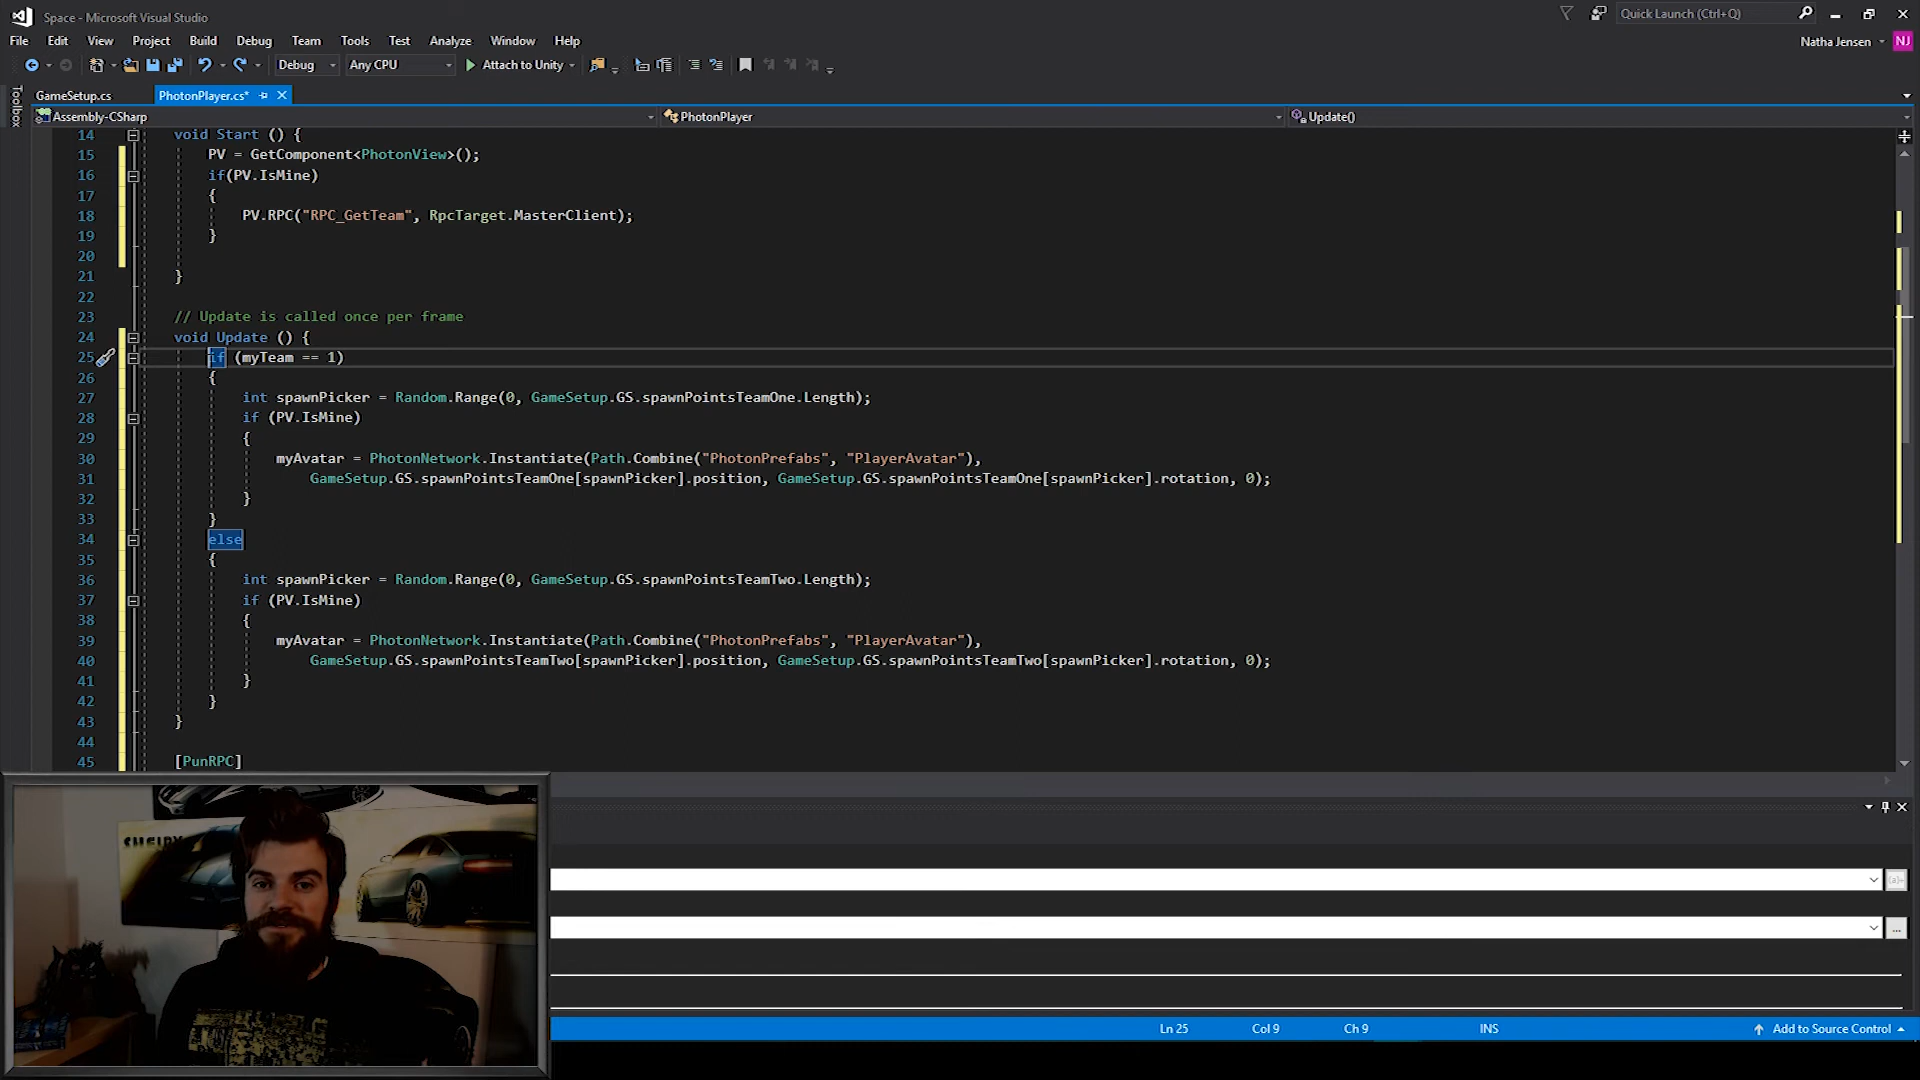 Space - Microsoft Visual Studio
Quick Launch (Ctrl+Q)
File Edit View Project Build Debug Team Tools Test Analyze Window Help
Natha Jensen NJ
Debug Any CPU Attach to Unity
Toolbox
GameSetup.cs PhotonPlayer.cs*
Assembly-CSharp PhotonPlayer Update()
14 void Start () {
15 PV = GetComponent<PhotonView>();
16 if(PV.IsMine)
17 {
18 PV.RPC("RPC_GetTeam", RpcTarget.MasterClient);
19 }
20
21 }
22
23 // Update is called once per frame
24 void Update () {
25 if (myTeam == 1)
26 {
27 int spawnPicker = Random.Range(0, GameSetup.GS.spawnPointsTeamOne.Length);
28 if (PV.IsMine)
29 {
30 myAvatar = PhotonNetwork.Instantiate(Path.Combine("PhotonPrefabs", "PlayerAvatar"),
31 GameSetup.GS.spawnPointsTeamOne[spawnPicker].position, GameSetup.GS.spawnPointsTeamOne[spawnPicker].rotation, 0);
32 }
33 }
34 else
35 {
36 int spawnPicker = Random.Range(0, GameSetup.GS.spawnPointsTeamTwo.Length);
37 if (PV.IsMine)
38 {
39 myAvatar = PhotonNetwork.Instantiate(Path.Combine("PhotonPrefabs", "PlayerAvatar"),
40 GameSetup.GS.spawnPointsTeamTwo[spawnPicker].position, GameSetup.GS.spawnPointsTeamTwo[spawnPicker].rotation, 0);
41 }
42 }
43 }
44
45 [PunRPC]
...
Ln 25 Col 9 Ch 9 INS Add to Source Control